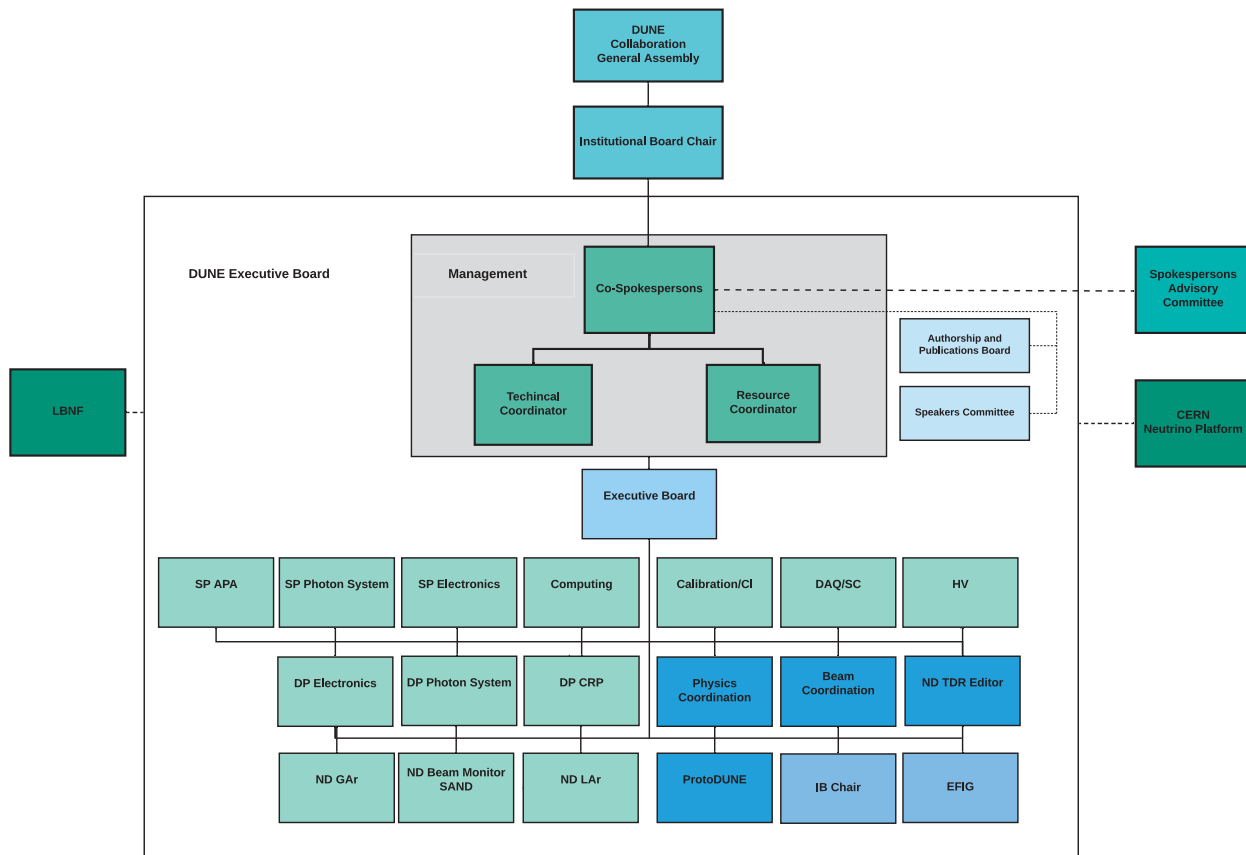 DUNE
Collaboration
General Assembly
Institutional Board Chair
DUNE Executive Board
Management
Co-Spokespersons
Spokespersons
Advisory
Committee
Authorship and
Publications Board
Techincal
Coordinator
Resource
Coordinator
LBNF
Speakers Committee
CERN
Neutrino Platform
Executive Board
SP APA
SP Photon System
SP Electronics
Computing
Calibration/CI
DAQ/SC
HV
DP Electronics
DP Photon System
DP CRP
Physics
Coordination
Beam
Coordination
ND TDR Editor
ND GAr
ND Beam Monitor
SAND
ND LAr
ProtoDUNE
IB Chair
EFIG